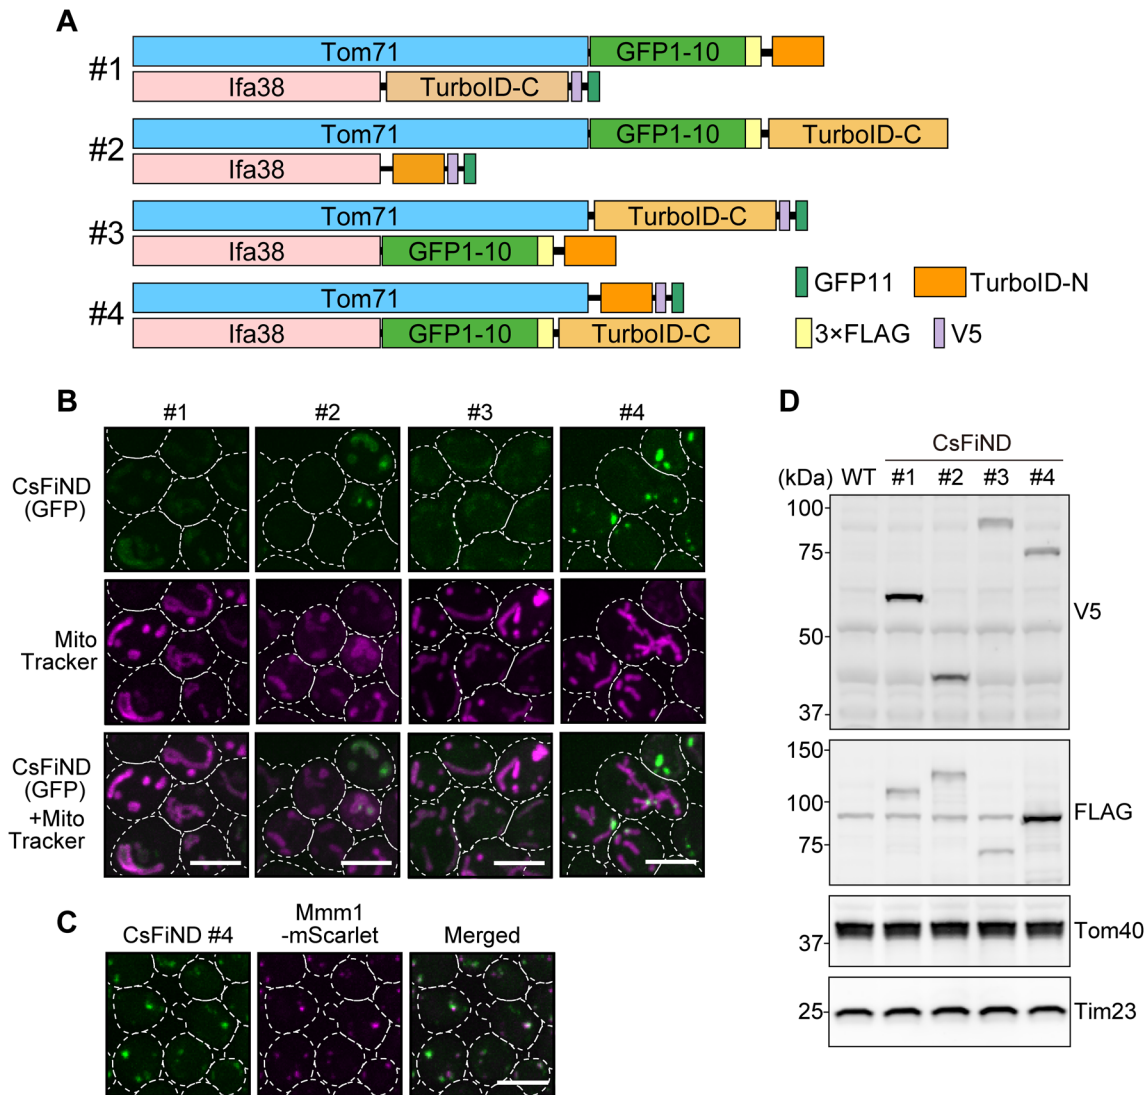 A
#1
Tom71 GFP1-10
Ifa38 TurboID-C
#2
Tom71 GFP1-10 TurboID-C
Ifa38
#3
Tom71 TurboID-C
Ifa38 GFP1-10
#4
Tom71
Ifa38 GFP1-10 TurboID-C
GFP11 TurboID-N
3×FLAG V5
B
#1 #2 #3 #4
CsFiND
(GFP)
Mito
Tracker
CsFiND
(GFP)
+Mito
Tracker
C
CsFiND #4
Mmm1
-mScarlet
Merged
D
CsFiND
(kDa) WT #1 #2 #3 #4
100
75
50
37
V5
150
100
75
FLAG
37
Tom40
25
Tim23